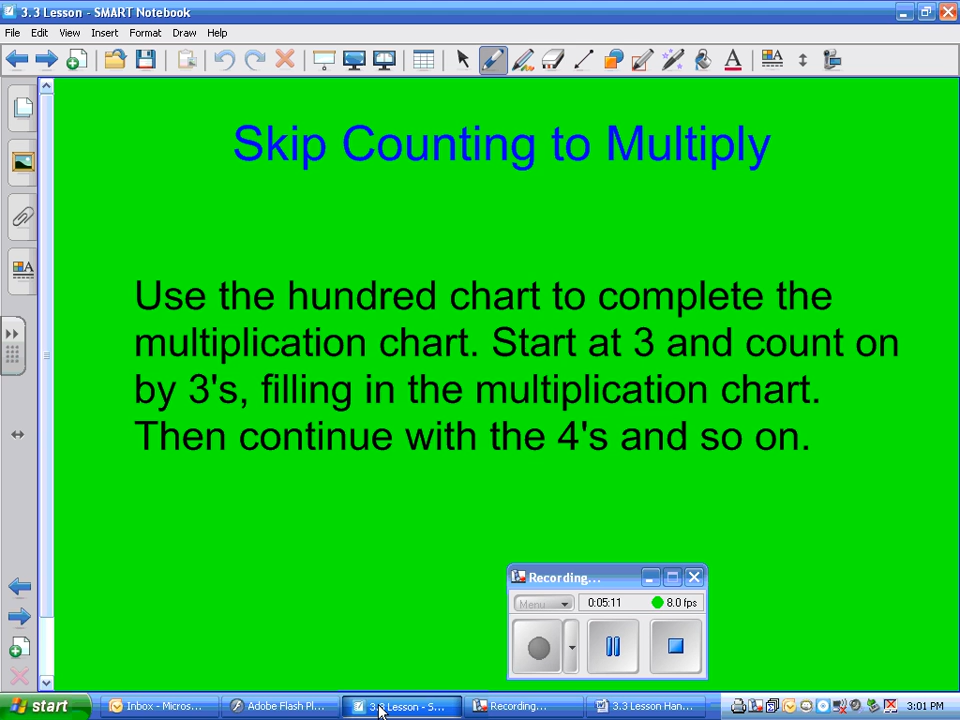 3.3 Lesson - SMART Notebook
File Edit View Insert Format Draw Help
Skip Counting to Multiply
Use the hundred chart to complete the
multiplication chart. Start at 3 and count on
by 3's, filling in the multiplication chart.
Then continue with the 4's and so on.
Recording...
Menu 0:05:11 8.0 fps
start Inbox - Micros... Adobe Flash Pl... 3.3 Lesson - S... Recording... 3.3 Lesson Han... 3:01 PM